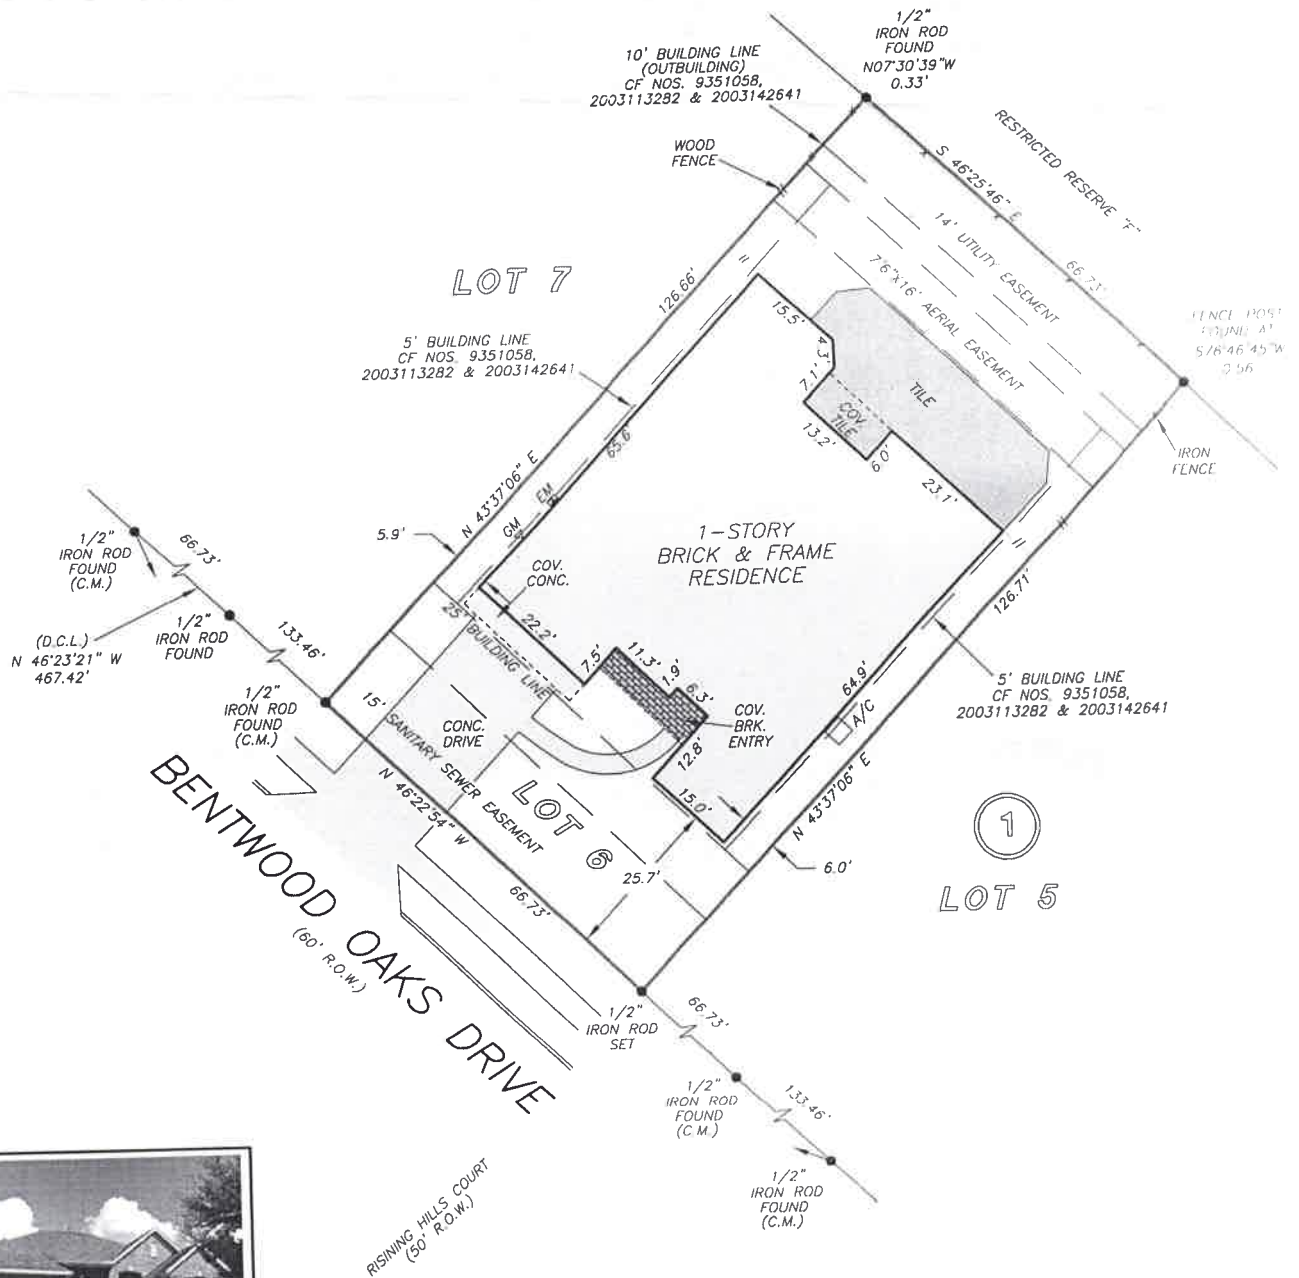 1/2"
IRON ROD
FOUND
N07°30'39"W
0.33'
10' BUILDING LINE
(OUTBUILDING)
CF NOS. 9351058,
2003113282 & 2003142641
WOOD
FENCE
RESTRICTED RESERVE "F"
S 46°25'46" E
66.73'
14' UTILITY EASEMENT
7'6"X16' AERIAL EASEMENT
FENCE POST
FOUND AT
S78°46'45"W
0.56
IRON
FENCE
LOT 7
126.66'
5' BUILDING LINE
CF NOS. 9351058,
2003113282 & 2003142641
15.5'
4.3'
7.1'
TILE
COV.
TILE
13.2'
6.0'
23.1'
65.6'
N 43°37'06" E
5.9'
GM
EM
1-STORY
BRICK & FRAME
RESIDENCE
COV.
CONC.
1/2"
IRON ROD
FOUND
(C.M.)
66.73'
(D.C.L.)
N 46°23'21" W
467.42'
1/2"
IRON ROD
FOUND
133.46'
1/2"
IRON ROD
FOUND
(C.M.)
25' BUILDING LINE
22.2'
7.5'
11.3'
1.9'
6.3'
COV.
BRK.
ENTRY
12.8'
15.0'
64.9'
A/C
126.71'
N 43°37'06" E
5' BUILDING LINE
CF NOS. 9351058,
2003113282 & 2003142641
15' SANITARY SEWER EASEMENT
CONC.
DRIVE
N 46°22'54" W
66.73'
LOT 6
25.7'
6.0'
1
LOT 5
BENTWOOD OAKS DRIVE
(60' R.O.W.)
1/2"
IRON ROD
SET
66.73'
1/2"
IRON ROD
FOUND
(C.M.)
133.46'
1/2"
IRON ROD
FOUND
(C.M.)
RISINING HILLS COURT
(50' R.O.W.)